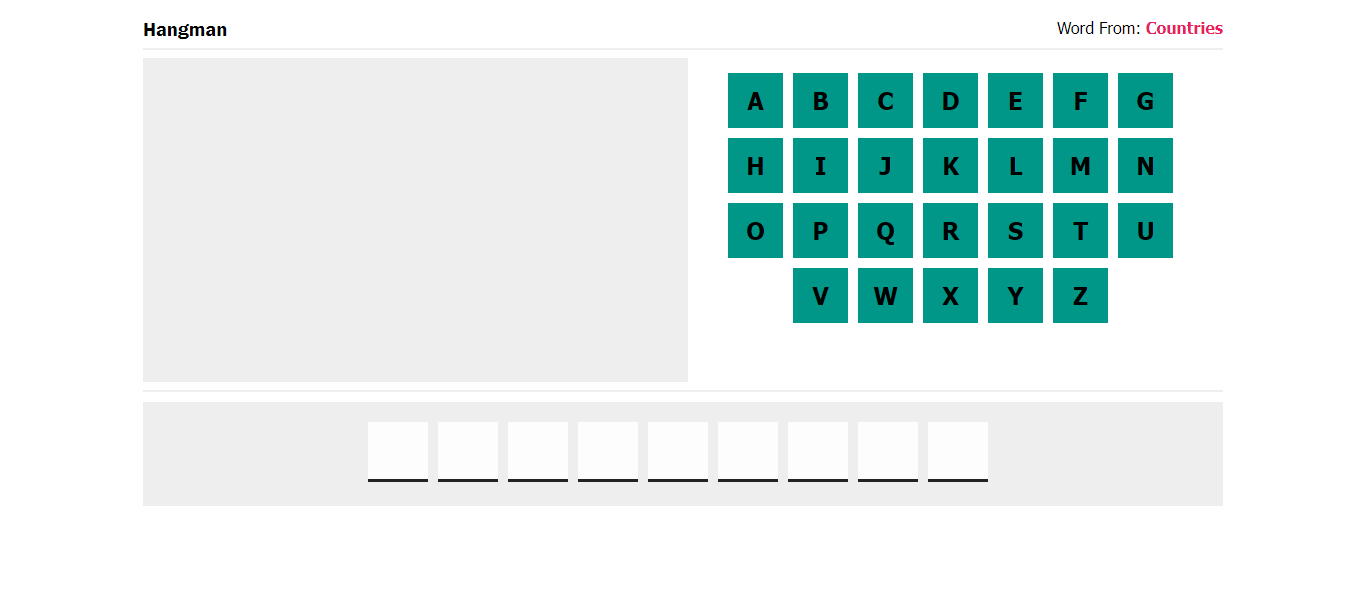 Hangman
Word From: Countries
A B C D E F G
H I J K L M N
O P Q R S T U
V W X Y Z